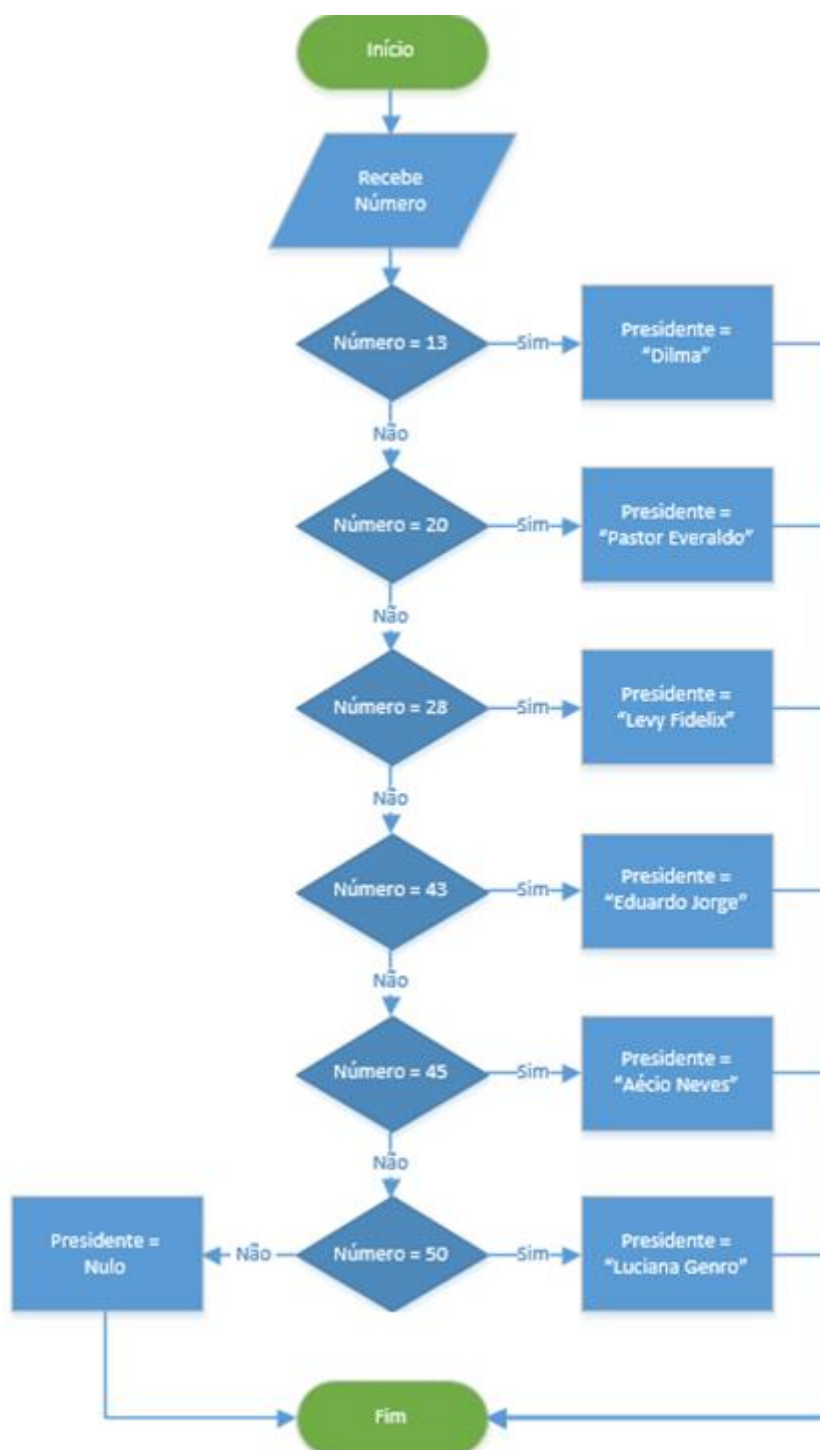 Início
Recebe
Número
Número = 13
Sim
Presidente =
“Dilma”
Não
Número = 20
Sim
Presidente =
“Pastor Everaldo”
Não
Número = 28
Sim
Presidente =
“Levy Fidelix”
Não
Número = 43
Sim
Presidente =
“Eduardo Jorge”
Não
Número = 45
Sim
Presidente =
“Aécio Neves”
Não
Número = 50
Sim
Presidente =
“Luciana Genro”
Não
Presidente =
Nulo
Fim